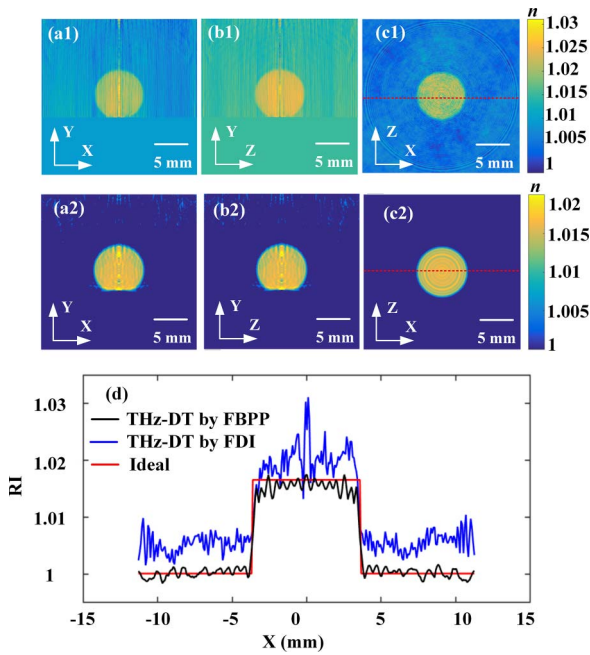 (a1) (b1) (c1) n 1.03
1.025
1.02
1.015
1.01
1.005
1
Y X 5 mm Y Z 5 mm Z X 5 mm
(a2) (b2) (c2) n 1.02
1.015
1.01
1.005
1
Y X 5 mm Y Z 5 mm Z X 5 mm
(d)
THz-DT by FBPP
THz-DT by FDI
Ideal
RI
1.03
1.02
1.01
1
-15 -10 -5 0 5 10 15
X (mm)